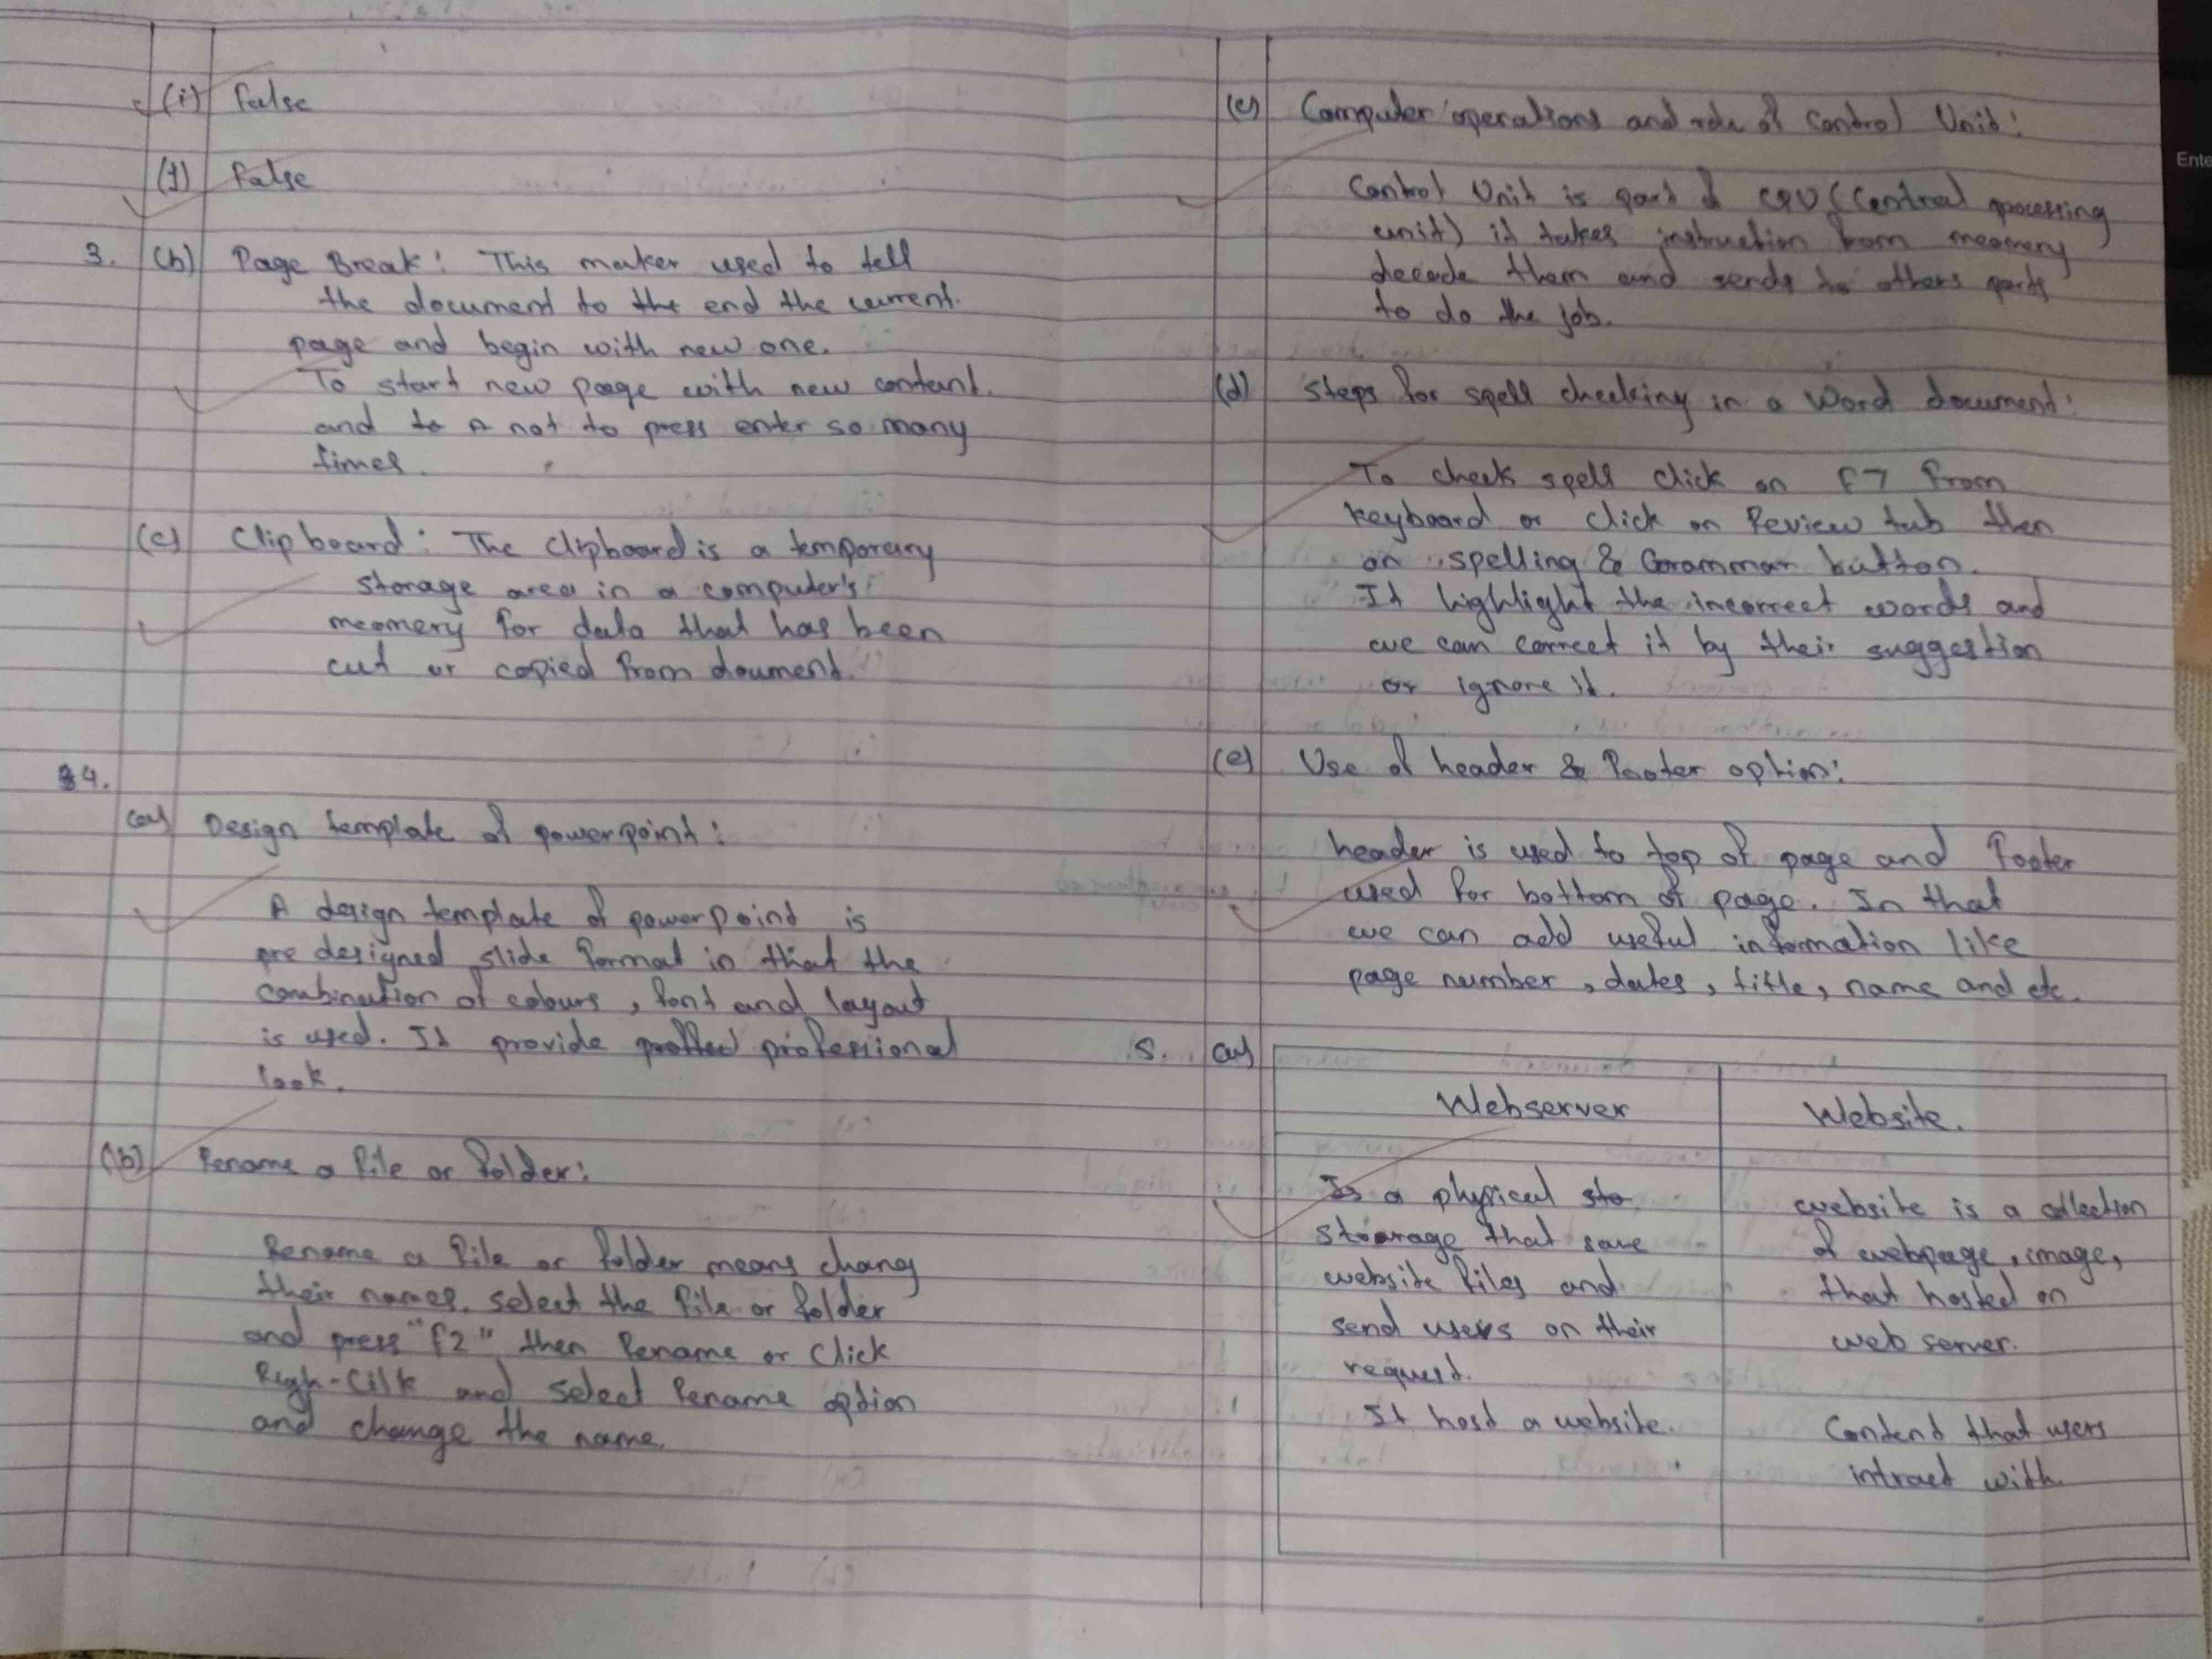 (i) false
(j) false
3. (b) Page Break: This maker used to tell
the document to the end the current.
page and begin with new one.
To start new paage with new contant.
and to a not to press enter so many
times.
(c) Clipboard: The Clipboard is a temporary
storage area in a computer's
meomery for data that has been
cut or copied from doument.
4.
(a) Design template of powerpoint:
A design template of powerpoint is
pre designed slide format in that the
combination of colours, font and layout
is used. It provide professional
look.
(b) Rename a file or folder:
Rename a file or folder means chang
their names. select the file or folder
and press "f2" then Rename or Click
Righ-Cilk and select Rename option
and change the name.
(c) Computer operations and role of Control Unit:
Control Unit is part of CPU (Central processing
unit) it takes instruction from meomery
decode them and sends to others parts
to do the job.
(d) Steps for spell checking in a Word document:
To check spell click on f7 from
keyboard or click on Review tab then
on spelling & Grammar button.
It highlight the incorrect words and
we can correct it by their suggestion
or ignore it.
(e) Use of header & footer option:
header is used to top of page and footer
used for bottom of page. In that
we can add useful information like
page number, dates, title, name and etc.
5. (a)
Webserver Website.
Is a physical sto
stoarage that save
website files and
send users on their
request.
It host a website.
website is a collection
of webpage, image,
that hosted on
web server.
Contend that users
intract with.
Ente